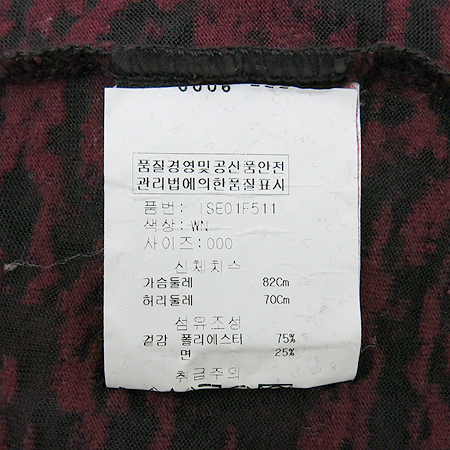 품질경영및공산품안전
관리법에의한품질표시
품번:
색상: WN
사이즈:000
신체치스
가슴둘레 82Cm
허리둘레 70Cm
섬유조성
겉감 폴리에스터 75%
면 25%
취급주의